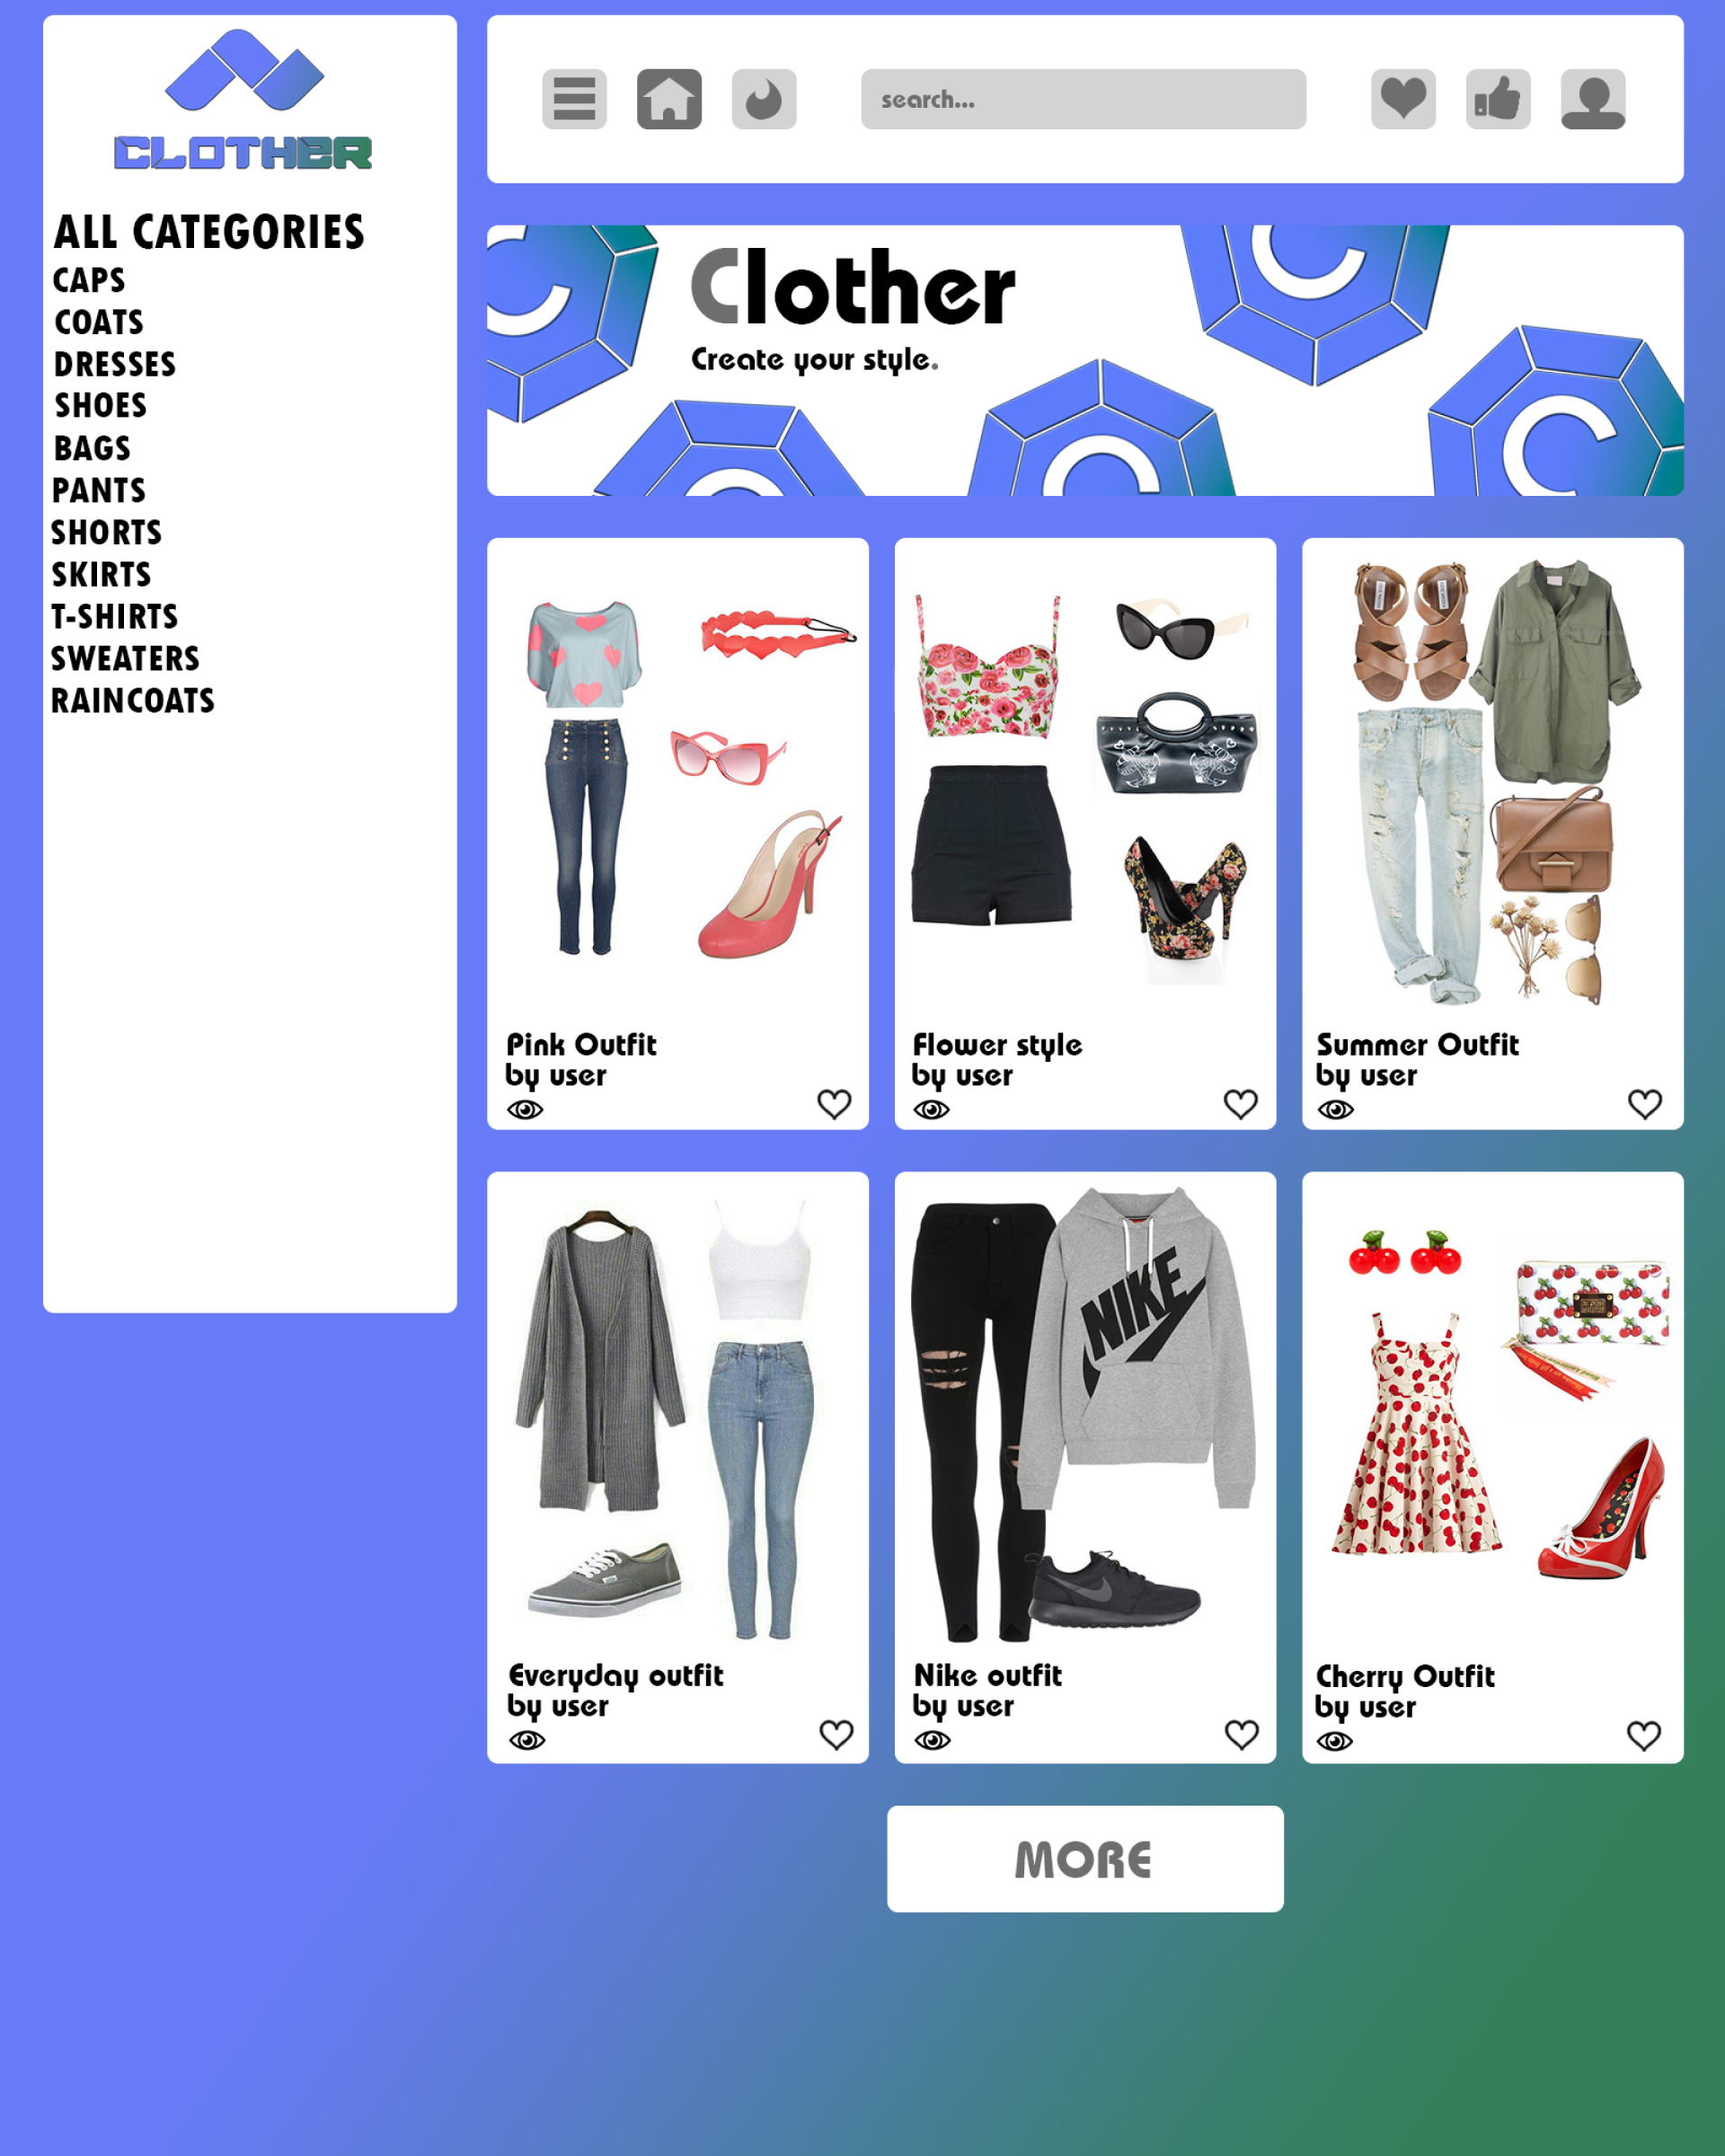 CLOTHER
ALL CATEGORIES
CAPS
COATS
DRESSES
SHOES
BAGS
PANTS
SHORTS
SKIRTS
T-SHIRTS
SWEATERS
RAINCOATS
search...
Clother
Create your style.
C
C
C
C
C
Pink Outfit
by user
Flower style
by user
Summer Outfit
by user
NIKE
Everyday outfit
by user
Nike outfit
by user
Cherry Outfit
by user
MORE